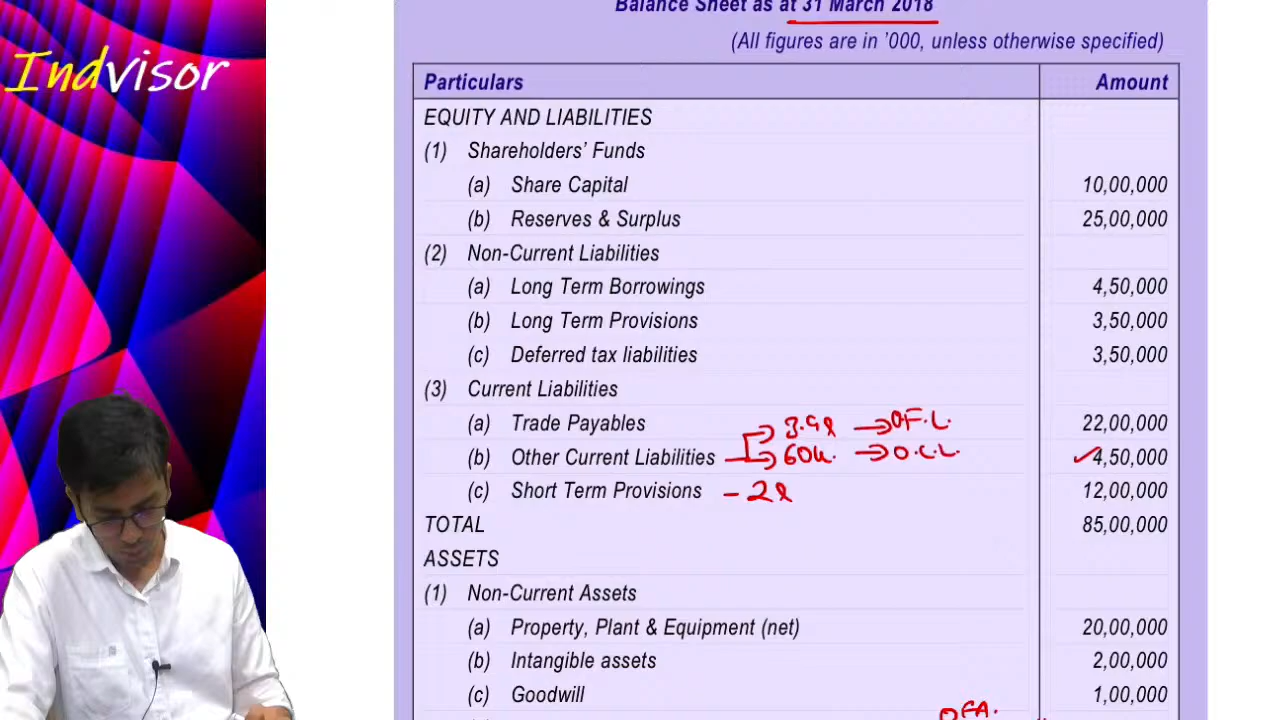 Balance Sheet as at 31 March 2018
(All figures are in '000, unless otherwise specified)
Indvisor
Particulars Amount
EQUITY AND LIABILITIES
(1) Shareholders' Funds
(a) Share Capital 10,00,000
(b) Reserves & Surplus 25,00,000
(2) Non-Current Liabilities
(a) Long Term Borrowings 4,50,000
(b) Long Term Provisions 3,50,000
(c) Deferred tax liabilities 3,50,000
(3) Current Liabilities
(a) Trade Payables 22,00,000
3.9l → O.F.L.
(b) Other Current Liabilities 4,50,000
60k. → O.C.L.
(c) Short Term Provisions - 2l 12,00,000
TOTAL 85,00,000
ASSETS
(1) Non-Current Assets
(a) Property, Plant & Equipment (net) 20,00,000
(b) Intangible assets 2,00,000
(c) Goodwill 1,00,000
OFA.